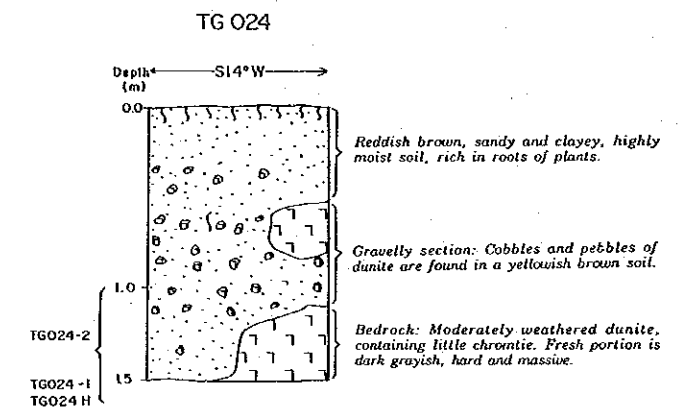 TG 024
Depth S14°W
(m)
0.0
Reddish brown, sandy and clayey, highly
moist soil, rich in roots of plants.
Gravelly section: Cobbles and pebbles of
dunite are found in a yellowish brown soil.
1.0
Bedrock: Moderately weathered dunite,
containing little chromtie. Fresh portion is
dark grayish, hard and massive.
TG024-2
TG024-1 1.5
TG024 H